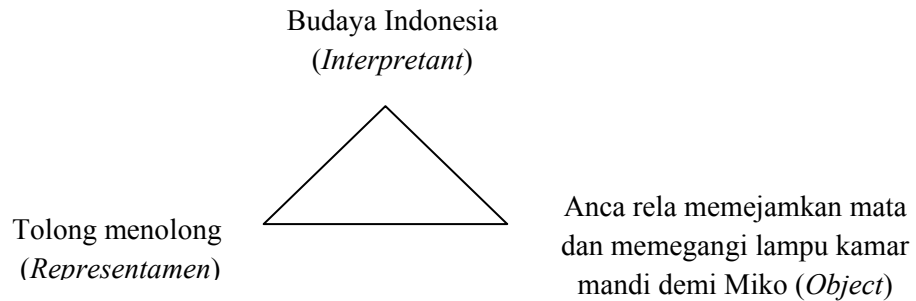 Budaya Indonesia
(Interpretant)
Tolong menolong
(Representamen)
Anca rela memejamkan mata
dan memegangi lampu kamar
mandi demi Miko (Object)